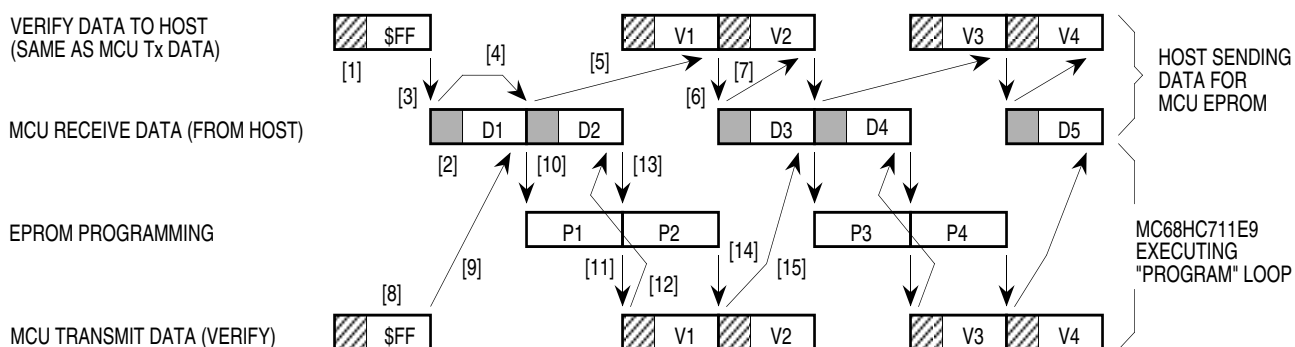 VERIFY DATA TO HOST
(SAME AS MCU Tx DATA)
$FF
V1
V2
V3
V4
[1]
[3]
[4]
[5]
[6]
[7]
HOST SENDING
DATA FOR
MCU EPROM
MCU RECEIVE DATA (FROM HOST)
D1
D2
D3
D4
D5
[2]
[10]
[13]
EPROM PROGRAMMING
P1
P2
P3
P4
[9]
[11]
[12]
[14]
[15]
MC68HC711E9
EXECUTING
"PROGRAM" LOOP
[8]
MCU TRANSMIT DATA (VERIFY)
$FF
V1
V2
V3
V4